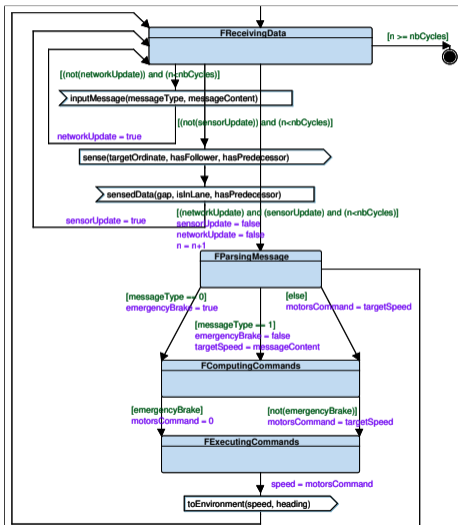 FReceivingData
[n >= nbCycles]
[(not(networkUpdate)) and (n<nbCycles)]
inputMessage(messageType, messageContent)
[(not(sensorUpdate)) and (n<nbCycles)]
networkUpdate = true
sense(targetOrdinate, hasFollower, hasPredecessor)
sensedData(gap, isInLane, hasPredecessor)
[(networkUpdate) and (sensorUpdate) and (n<nbCycles)]
sensorUpdate = true
sensorUpdate = false
networkUpdate = false
n = n+1
FParsingMessage
[messageType == 0]
emergencyBrake = true
[else]
motorsCommand = targetSpeed
[messageType == 1]
emergencyBrake = false
targetSpeed = messageContent
FComputingCommands
[emergencyBrake]
motorsCommand = 0
[not(emergencyBrake)]
motorsCommand = targetSpeed
FExecutingCommands
speed = motorsCommand
toEnvironment(speed, heading)